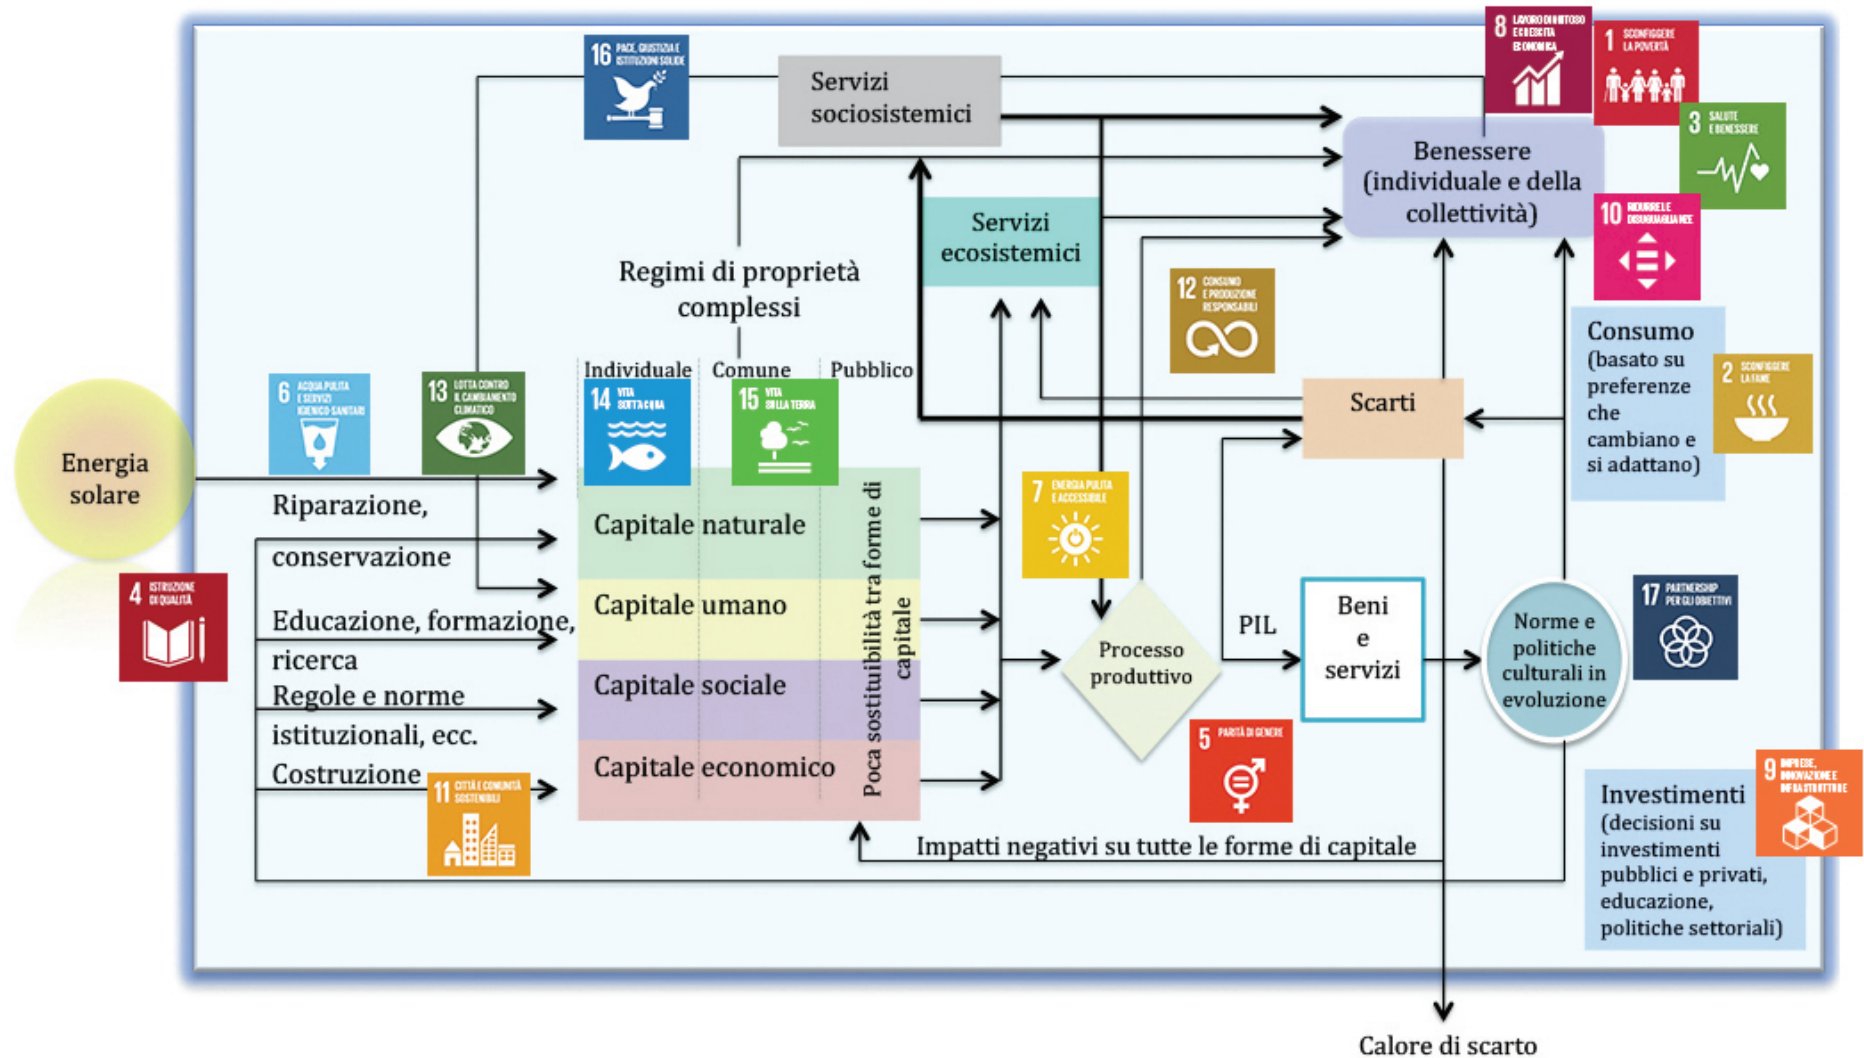 16 PACE, GIUSTIZIA E
ISTITUZIONI SOLIDE
Servizi
sociosistemici
8 LAVORO DIGNITOSO
E CRESCITA
ECONOMICA
1 SCONFIGGERE
LA POVERTÀ
3 SALUTE
E BENESSERE
Benessere
(individuale e della
collettività)
10 RIDURRE LE
DISUGUAGLIANZE
Servizi
ecosistemici
Regimi di proprietà
complessi
12 CONSUMO
E PRODUZIONE
RESPONSABILI
Consumo
(basato su
preferenze
che
cambiano e
si adattano)
2 SCONFIGGERE
LA FAME
Individuale
Comune
Pubblico
6 ACQUA PULITA
E SERVIZI
IGIENICO-SANITARI
13 LOTTA CONTRO
IL CAMBIAMENTO
CLIMATICO
14 VITA
SOTT'ACQUA
15 VITA
SULLA TERRA
Scarti
Energia
solare
Riparazione,
conservazione
7 ENERGIA PULITA
E ACCESSIBILE
Capitale naturale
Capitale umano
Capitale sociale
Capitale economico
Poca sostituibilità tra forme di
capitale
4 ISTRUZIONE
DI QUALITÀ
Educazione, formazione,
ricerca
Regole e norme
istituzionali, ecc.
Costruzione
11 CITTÀ E COMUNITÀ
SOSTENIBILI
Processo
produttivo
PIL
Beni
e
servizi
Norme e
politiche
culturali in
evoluzione
17 PARTNERSHIP
PER GLI OBIETTIVI
5 PARITÀ DI GENERE
9 IMPRESE,
INNOVAZIONE E
INFRASTRUTTURE
Investimenti
(decisioni su
investimenti
pubblici e privati,
educazione,
politiche settoriali)
Impatti negativi su tutte le forme di capitale
Calore di scarto